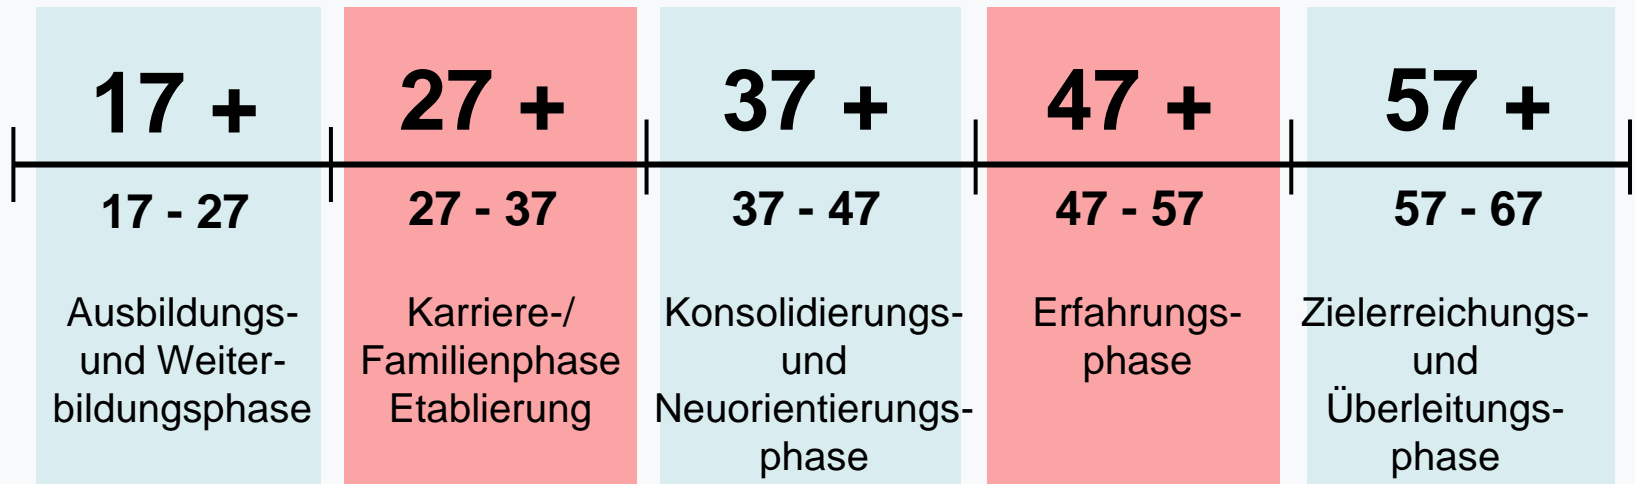 17 +
17 - 27
Ausbildungs-
und Weiter-
bildungsphase
27 +
27 - 37
Karriere-/
Familienphase
Etablierung
37 +
37 - 47
Konsolidierungs-
und
Neuorientierungs-
phase
47 +
47 - 57
Erfahrungs-
phase
57 +
57 - 67
Zielerreichungs-
und
Überleitungs-
phase